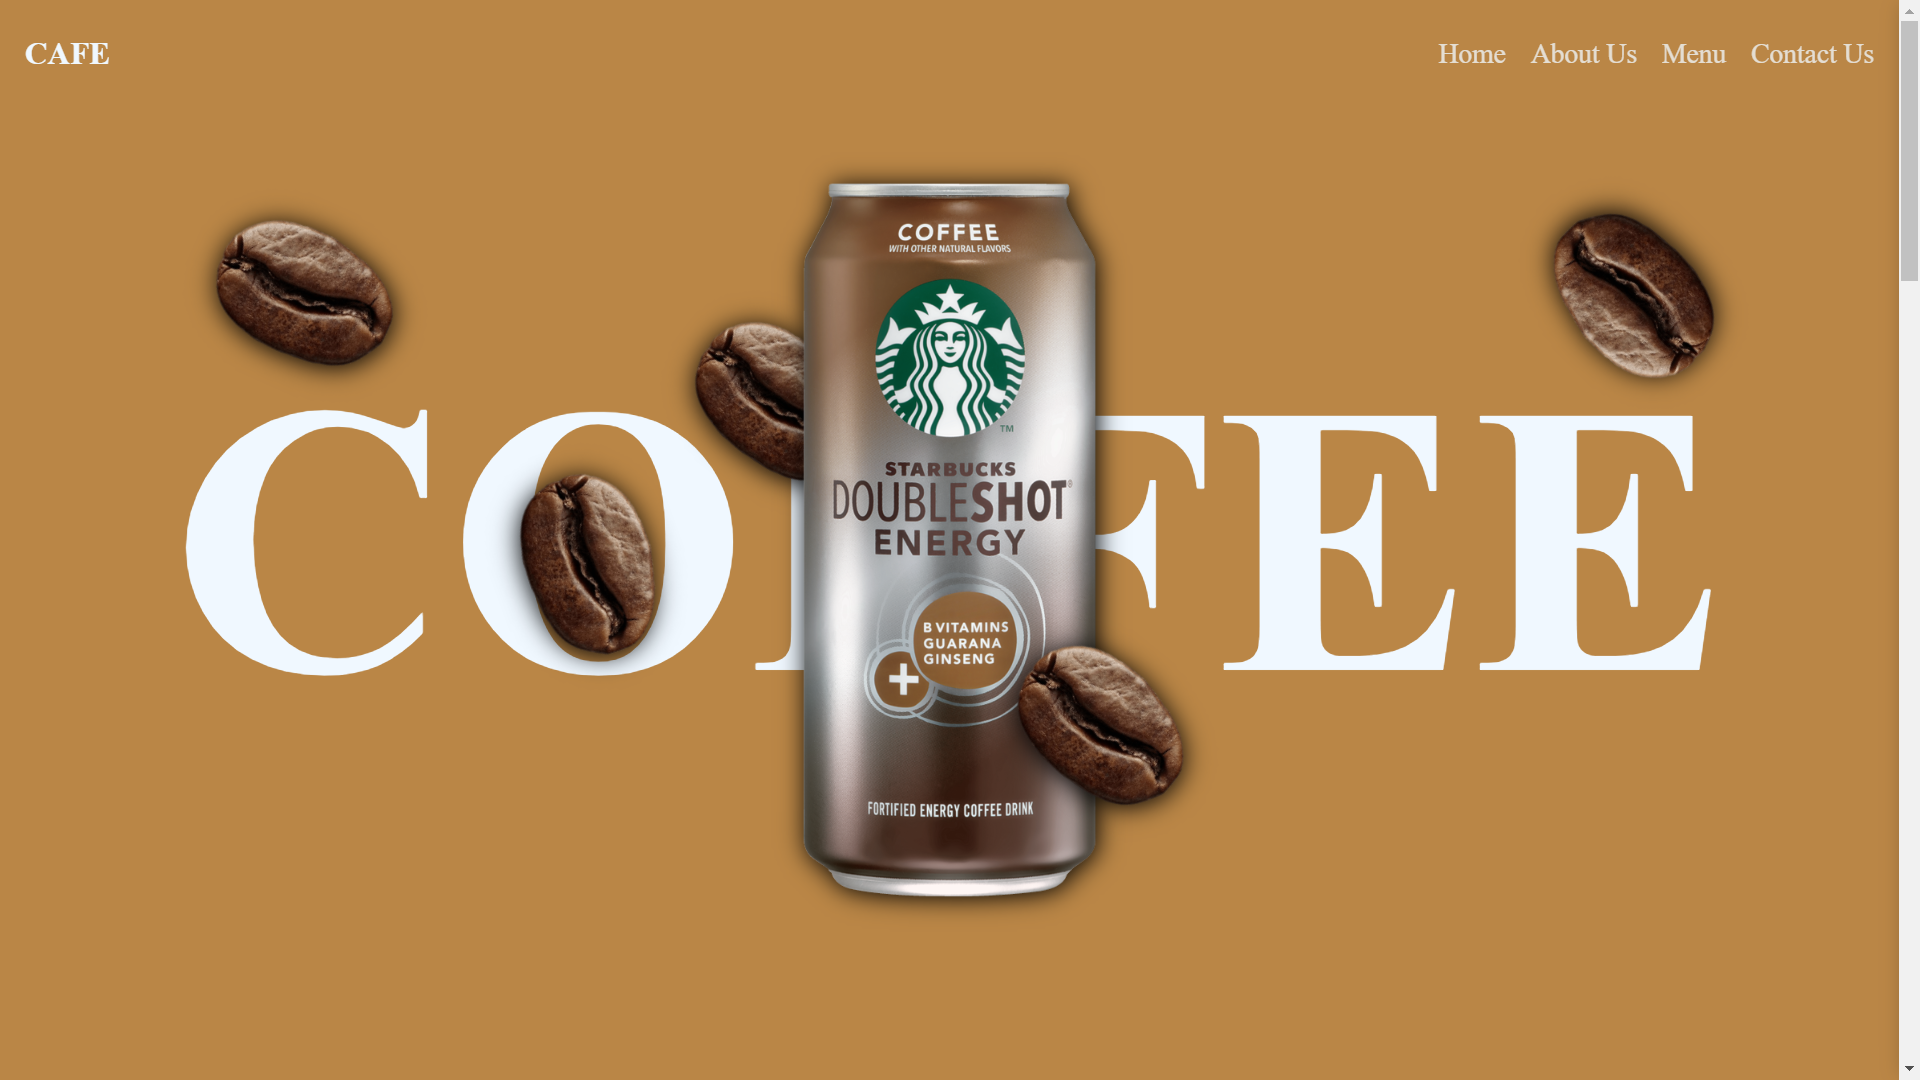 CAFE
Home About Us Menu Contact Us
COFFEE
COFFEE
WITH OTHER NATURAL FLAVORS
TM
STARBUCKS
DOUBLESHOT®
ENERGY
B VITAMINS
GUARANA
GINSENG
+
FORTIFIED ENERGY COFFEE DRINK